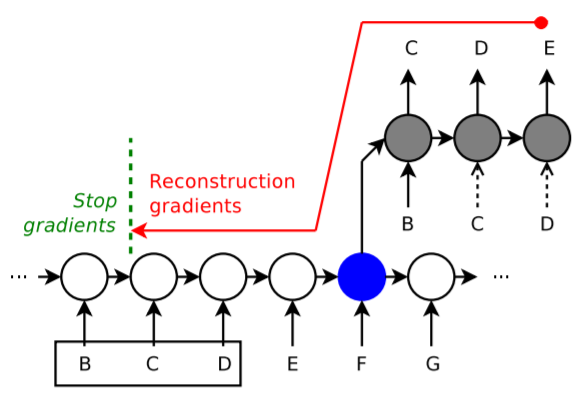 C D E
Reconstruction
gradients
Stop
gradients
B C D
... ...
B C D E F G